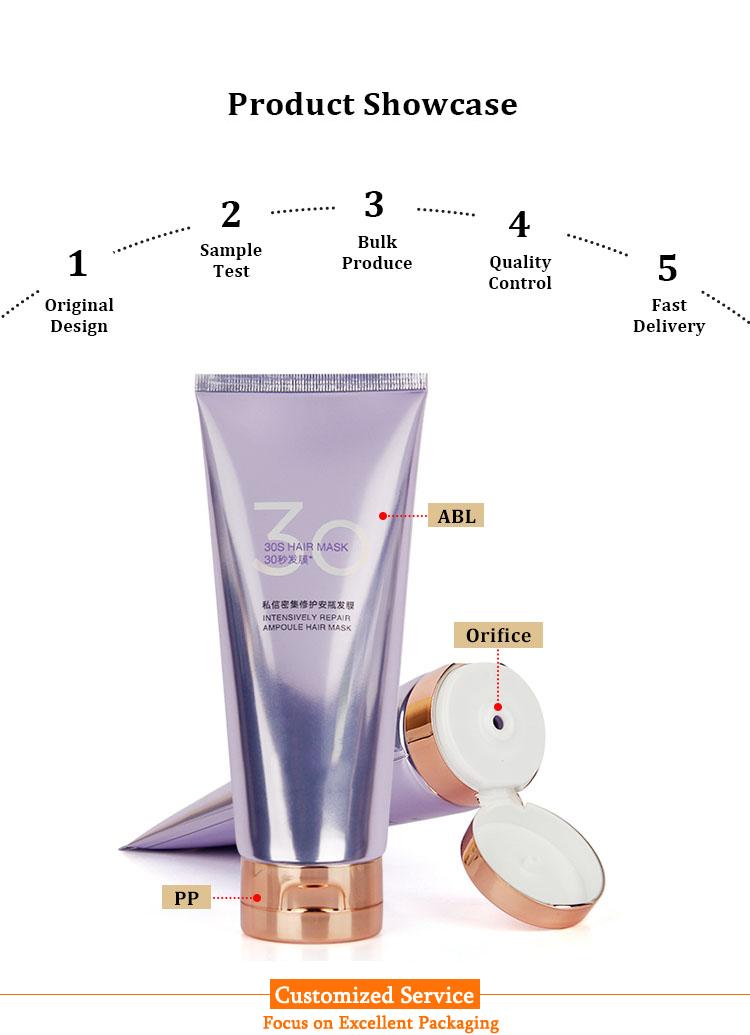 Product Showcase
1
Original
Design
2
Sample
Test
3
Bulk
Produce
4
Quality
Control
5
Fast
Delivery
30
30S HAIR MASK
30秒发膜*
私信密集修护安瓶发膜
INTENSIVELY REPAIR
AMPOULE HAIR MASK
ABL
Orifice
PP
Customized Service
Focus on Excellent Packaging